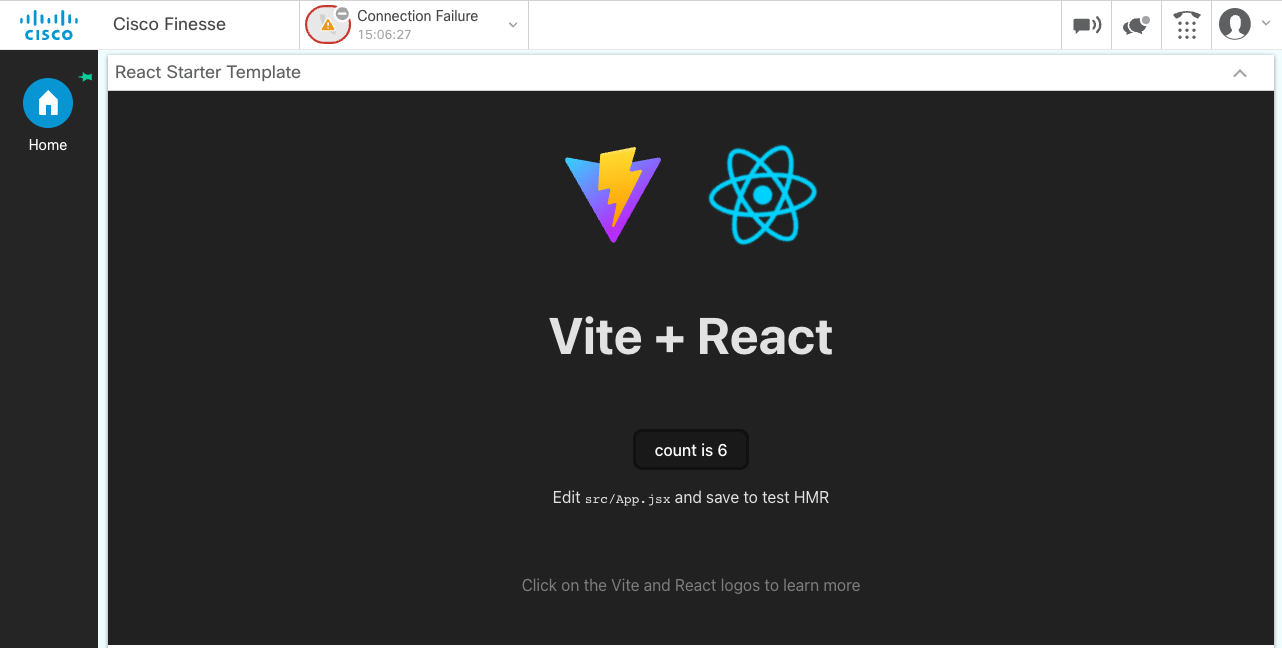 CISCO
Cisco Finesse
Connection Failure
15:06:27
Home
React Starter Template
Vite + React
count is 6
Edit src/App.jsx and save to test HMR
Click on the Vite and React logos to learn more